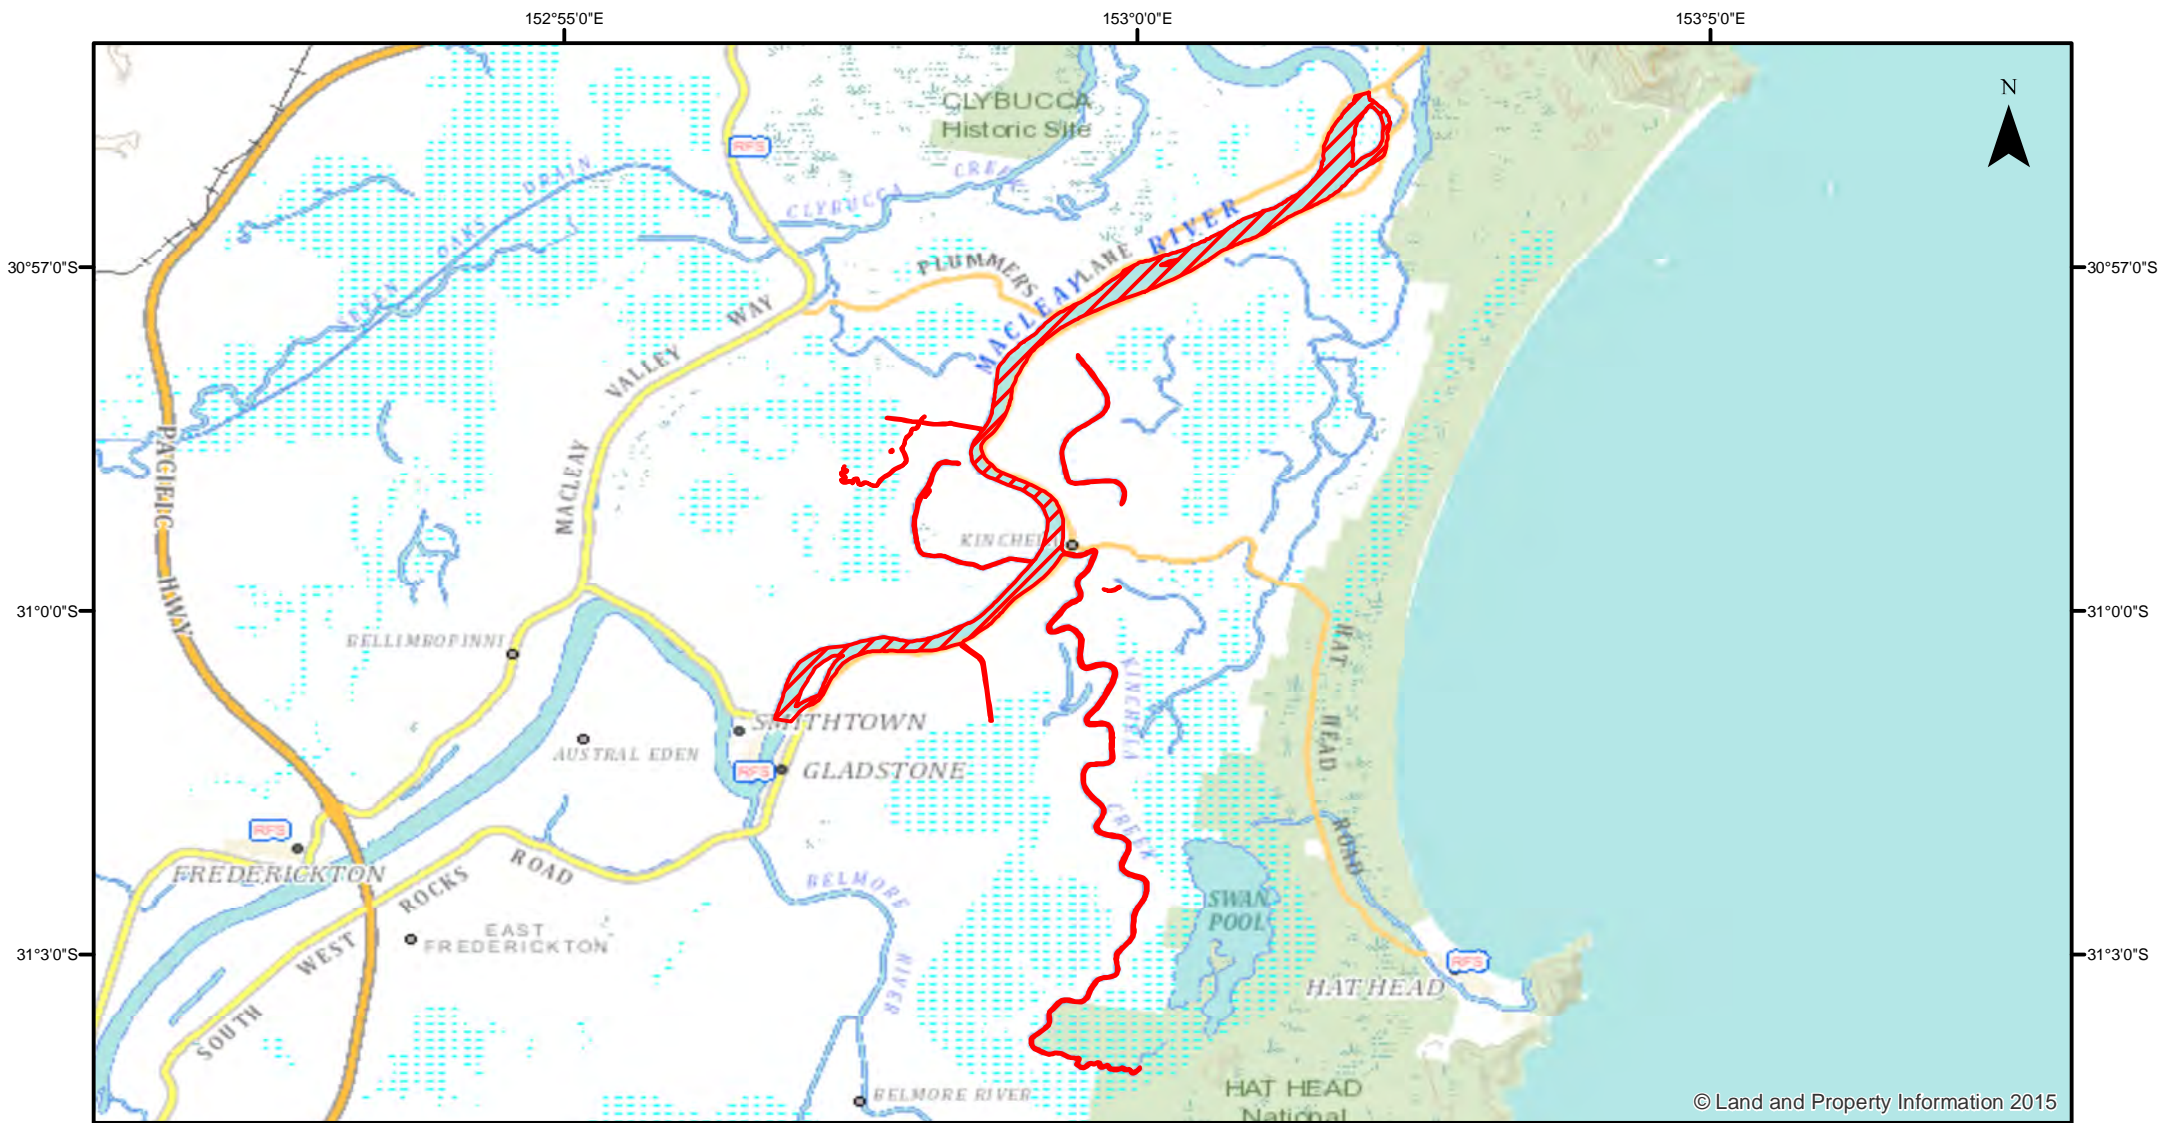 152°55'0"E
153°0'0"E
153°5'0"E
N
CLYBUCCA
Historic Site
RFS
SEVEN OAKS DRAIN
CLYBUCCA CREEK
MACLEAY RIVER
PLUMMERS LANE
30°57'0"S
30°57'0"S
MACLEAY VALLEY WAY
PACIFIC HWY
31°0'0"S
31°0'0"S
BELLIMBOPINNI
SMITHTOWN
AUSTRAL EDEN
RFS
GLADSTONE
KINCHELA CREEK
HAT HEAD ROAD
RFS
FREDERICKTON
SOUTH WEST ROCKS ROAD
EAST
FREDERICKTON
BELMORE RIVER
SWAN
POOL
31°3'0"S
31°3'0"S
RFS
HAT HEAD
BELMORE RIVER
HAT HEAD
National
© Land and Property Information 2015